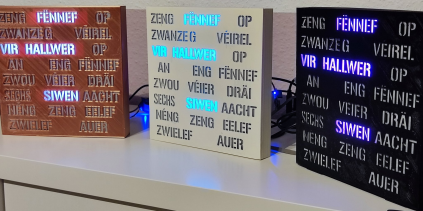 ZENG FËNNEF OP
ZWANZEG VÉIREL
VIR HALLWER OP
AN ENG FËNNEF
ZWOU VÉIER DRÄI
SECHS SIWEN AACHT
NÉNG ZENG EELEF
ZWIELEF AUER
ZENG FËNNEF OP
ZWANZEG VÉIREL
VIR HALLWER OP
AN ENG FËNNEF
ZWOU VÉIER DRÄI
SECHS SIWEN AACHT
NÉNG ZENG EELEF
ZWIELEF AUER
ZENG FËNNEF OP
ZWANZEG VÉIREL
VIR HALLWER OP
AN ENG FËNNEF
ZWOU VÉIER DRÄI
SECHS SIWEN AACHT
NÉNG ZENG EELEF
ZWIELEF AUER